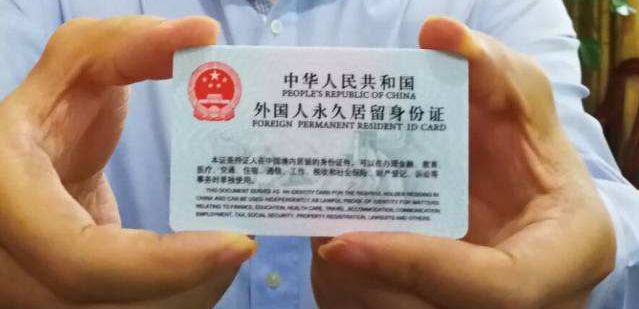 中华人民共和国
PEOPLE'S REPUBLIC OF CHINA
外国人永久居留身份证
FOREIGN PERMANENT RESIDENT ID CARD
本证是持证人在中国境内居留的身份证件，可以在办理金融、教育、
医疗、交通、住宿、通信、工作、税收和社会保险、财产登记、诉讼等
事务时单独使用。
THIS DOCUMENT SERVES AS AN IDENTITY CARD FOR THE RIGHTFUL HOLDER RESIDING IN
CHINA AND CAN BE USED INDEPENDENTLY AS LAWFUL PROOF OF IDENTITY FOR MATTERS
RELATING TO FINANCE, EDUCATION, HEALTH CARE, TRAVEL, ACCOMMODATION, COMMUNICATION,
EMPLOYMENT, TAX, SOCIAL SECURITY, PROPERTY REGISTRATION, LAWSUITS AND OTHERS.